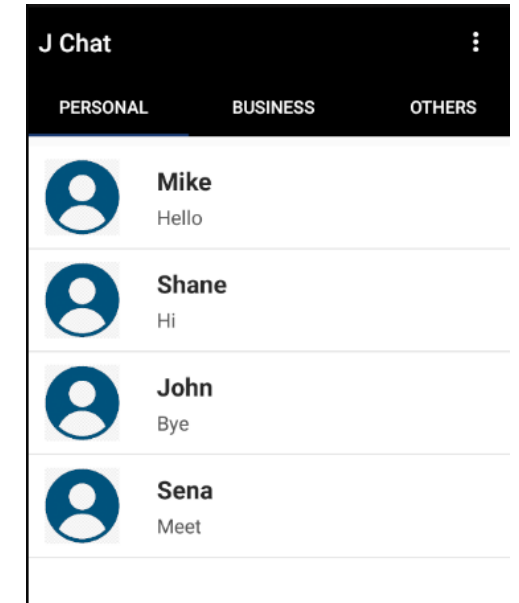 J Chat
PERSONAL BUSINESS OTHERS
Mike
Hello
Shane
Hi
John
Bye
Sena
Meet